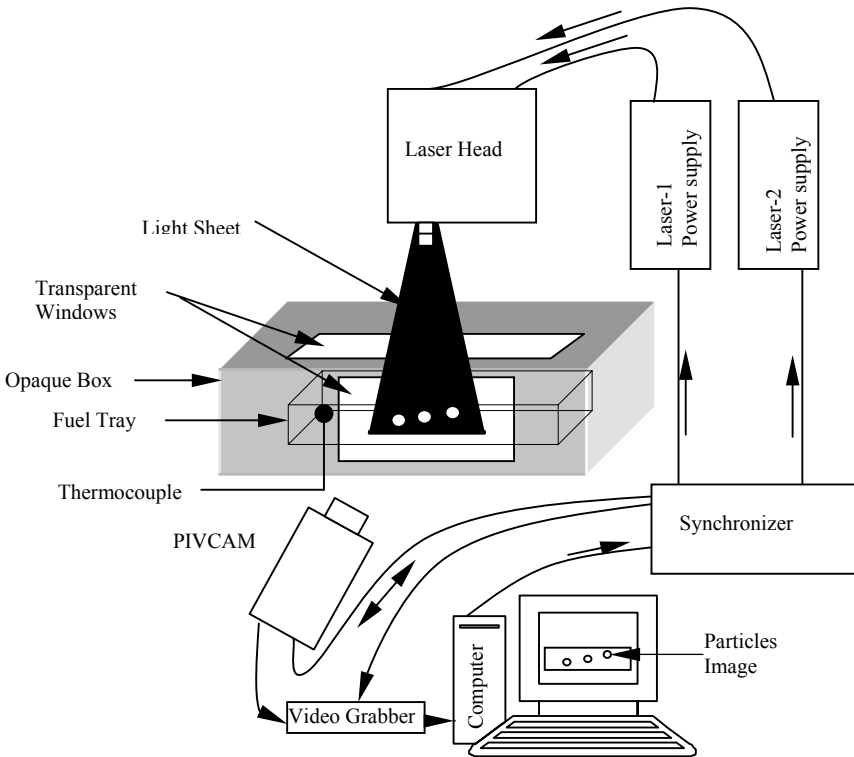 Laser Head
Laser-1
Power supply
Laser-2
Power supply
Light Sheet
Transparent
Windows
Opaque Box
Fuel Tray
Thermocouple
PIVCAM
Synchronizer
Computer
Particles
Image
Video Grabber